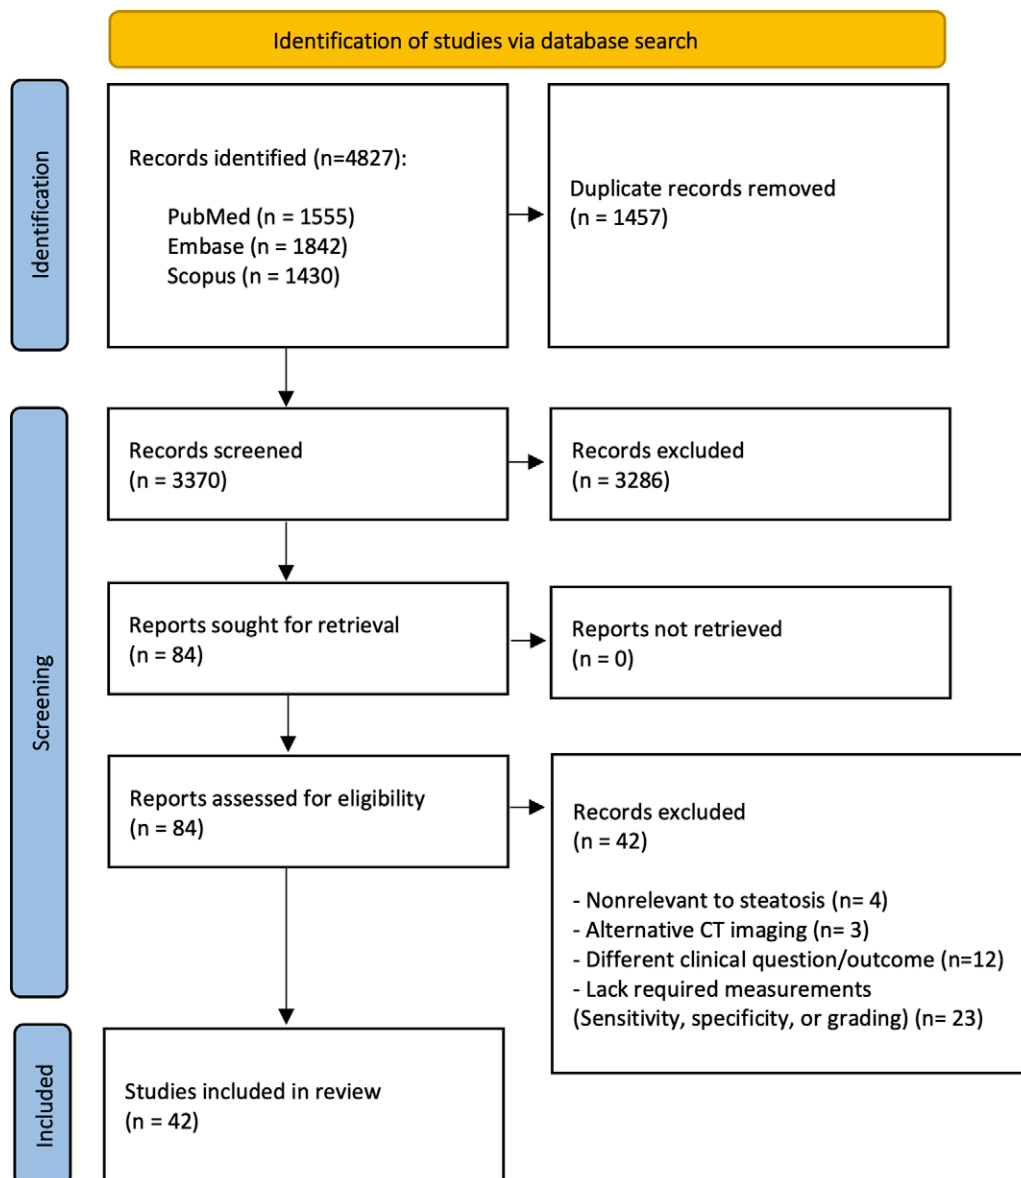 Identification of studies via database search
Identification
Records identified (n=4827):
PubMed (n = 1555)
Embase (n = 1842)
Scopus (n = 1430)
Duplicate records removed
(n = 1457)
Screening
Records screened
(n = 3370)
Records excluded
(n = 3286)
Reports sought for retrieval
(n = 84)
Reports not retrieved
(n = 0)
Reports assessed for eligibility
(n = 84)
Records excluded
(n = 42)
- Nonrelevant to steatosis (n= 4)
- Alternative CT imaging (n= 3)
- Different clinical question/outcome (n=12)
- Lack required measurements
(Sensitivity, specificity, or grading) (n= 23)
Included
Studies included in review
(n = 42)